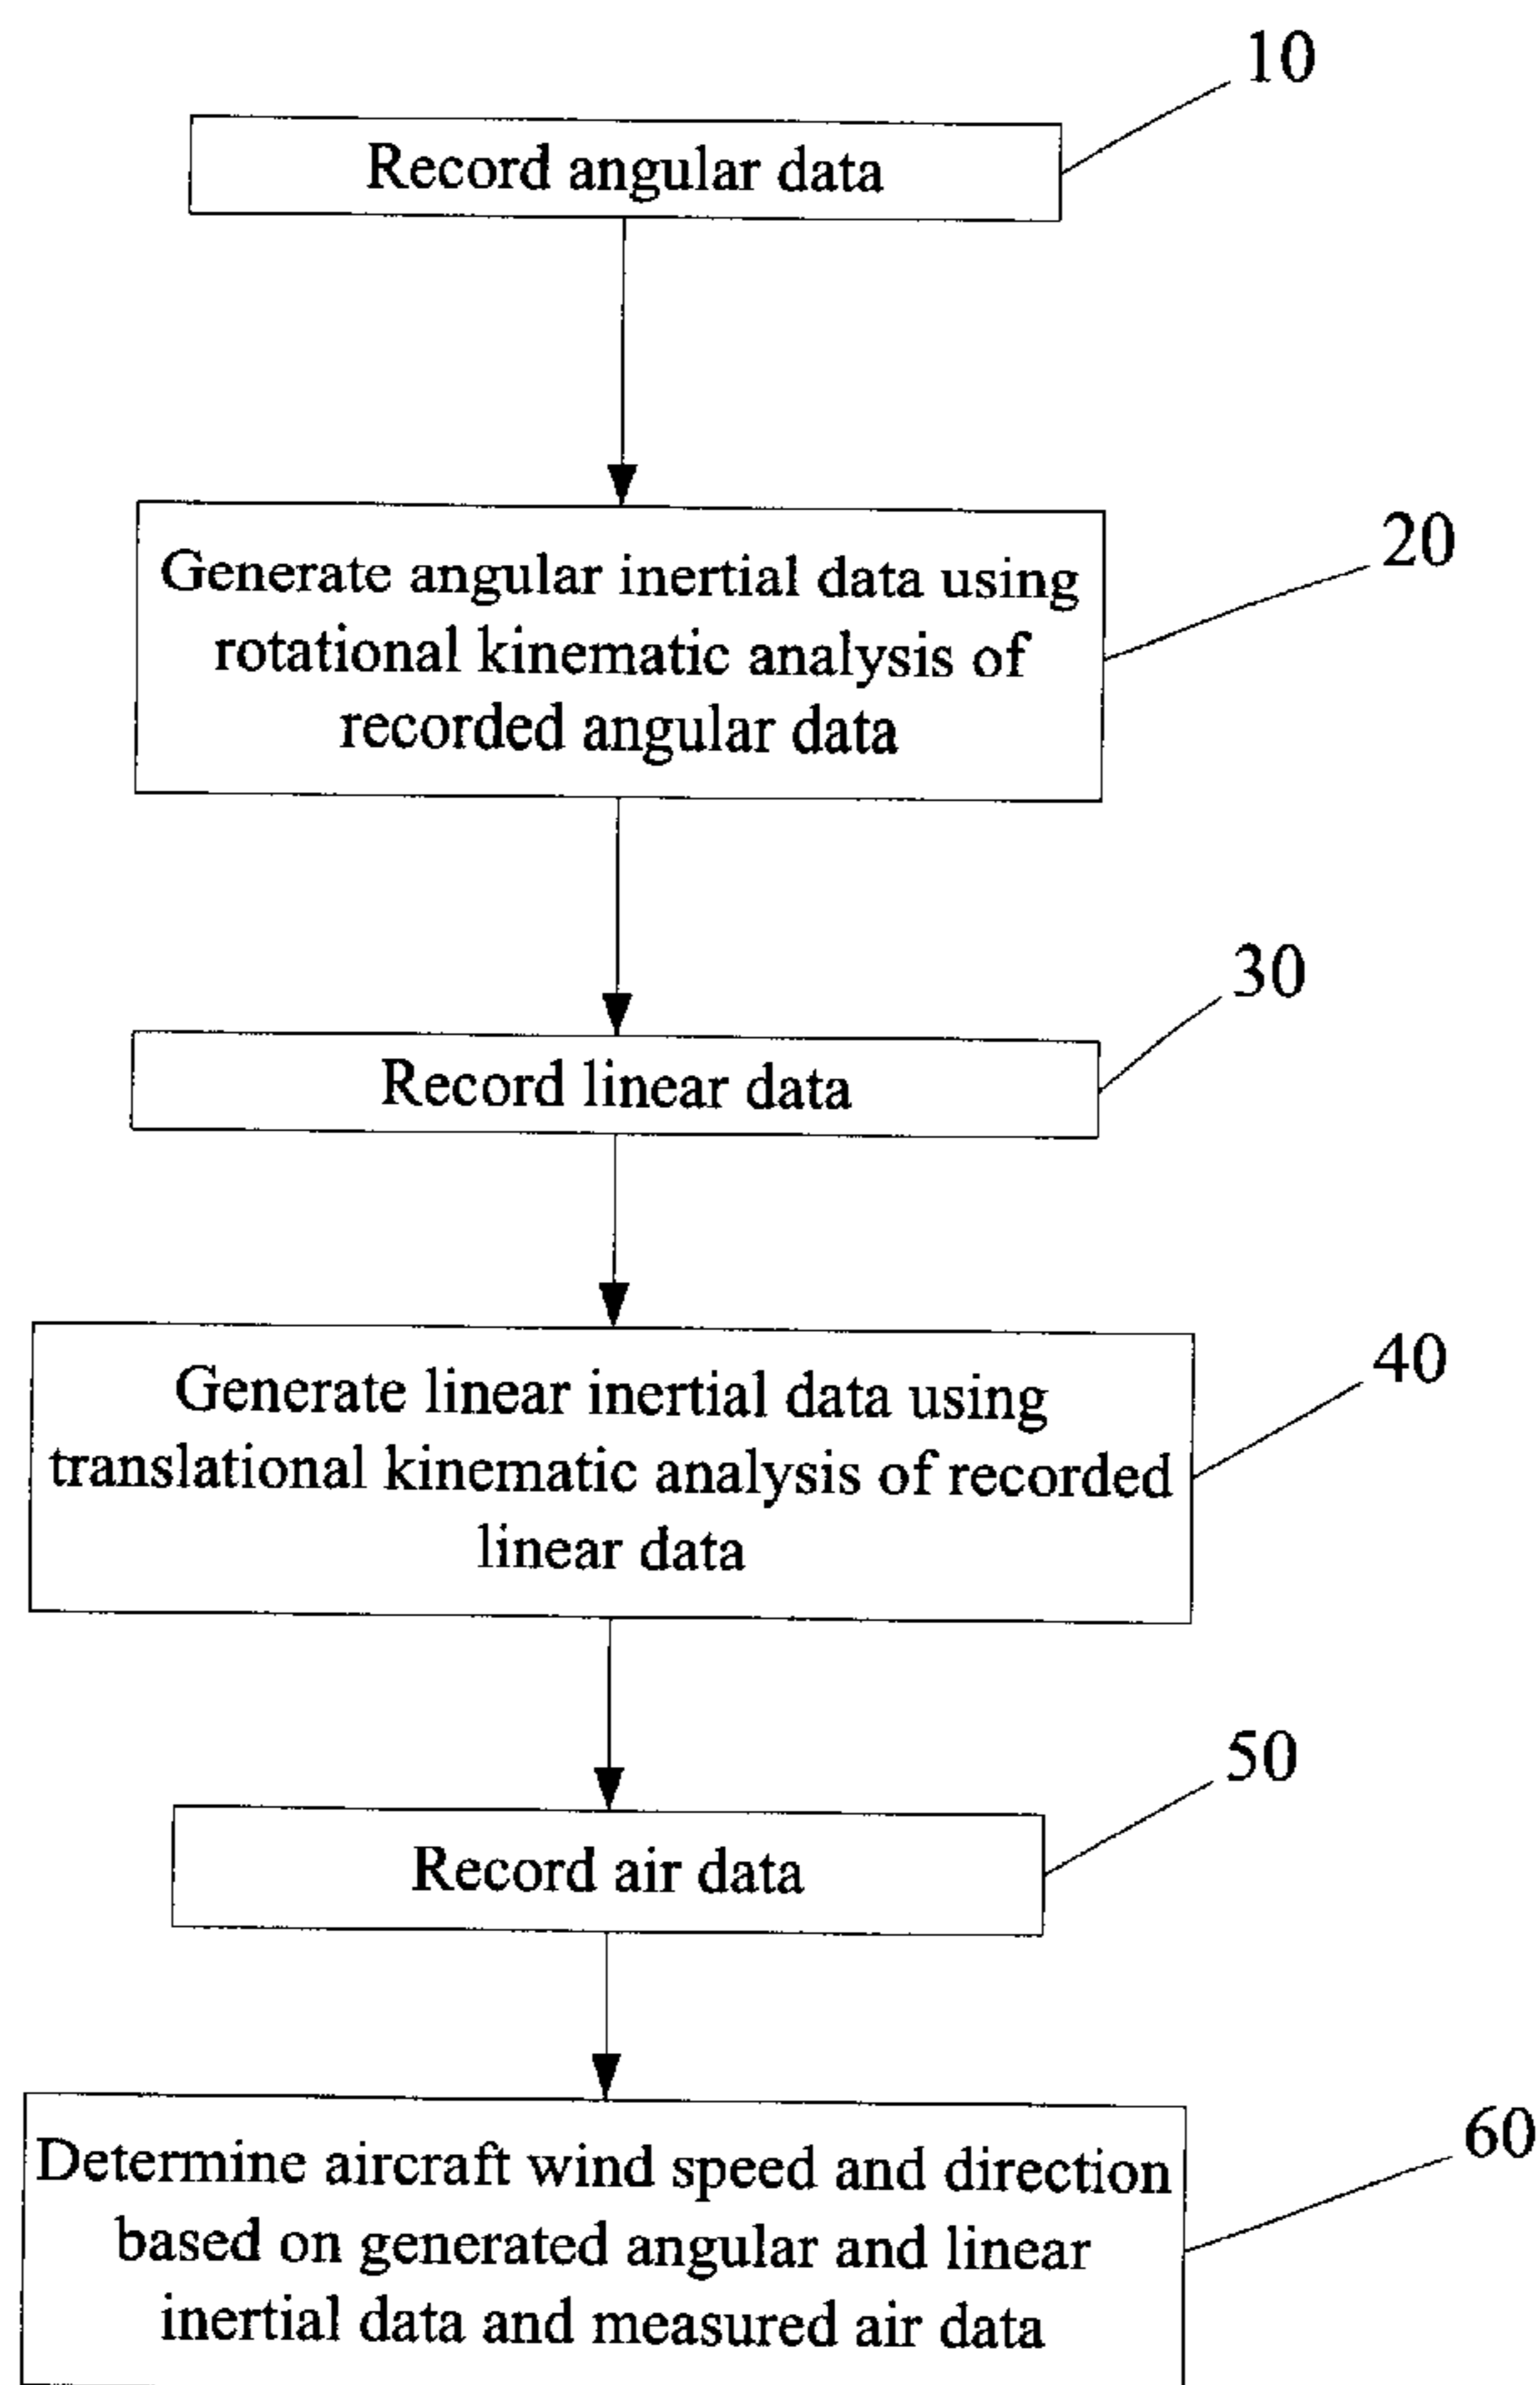 10
Record angular data
20
Generate angular inertial data using
rotational kinematic analysis of
recorded angular data
30
Record linear data
40
Generate linear inertial data using
translational kinematic analysis of recorded
linear data
50
Record air data
60
Determine aircraft wind speed and direction
based on generated angular and linear
inertial data and measured air data